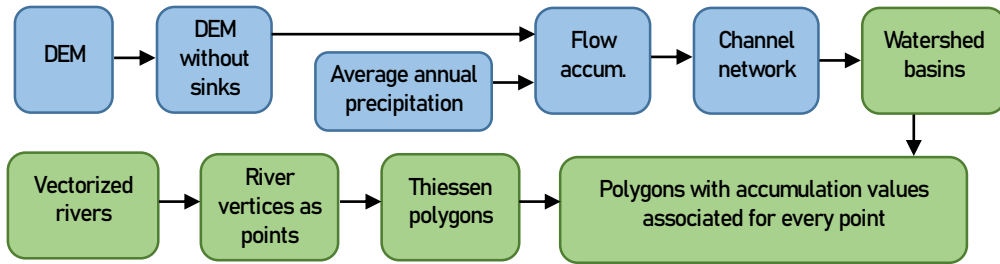 DEM
DEM
without
sinks
Average annual
precipitation
Flow
accum.
Channel
network
Watershed
basins
Vectorized
rivers
River
vertices as
points
Thiessen
polygons
Polygons with accumulation values
associated for every point